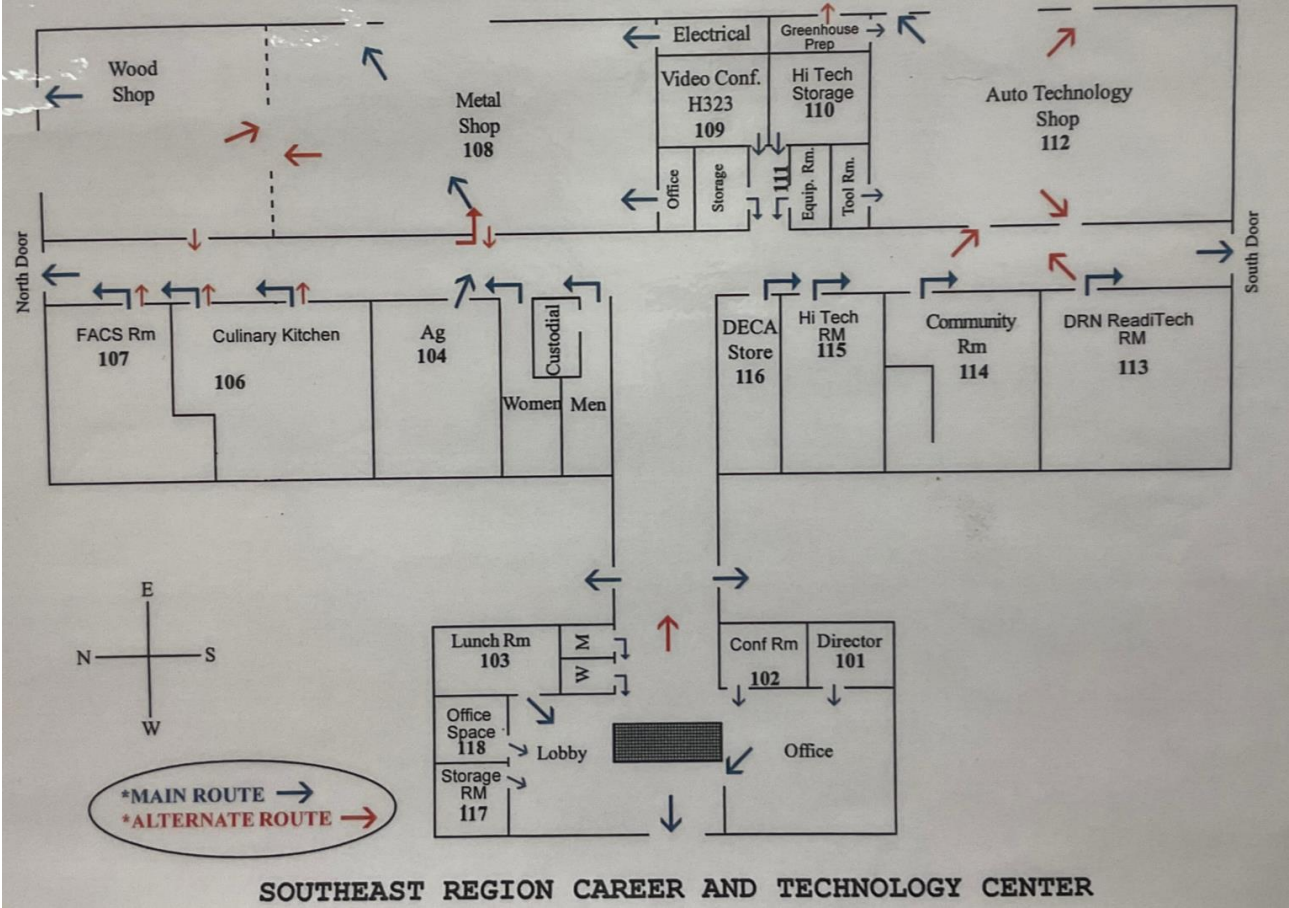 Wood
Shop
Metal
Shop
108
Electrical
Greenhouse
Prep
Video Conf.
H323
109
Hi Tech
Storage
110
Auto Technology
Shop
112
Office
Storage
111
Equip. Rm.
Tool Rm.
North Door
South Door
FACS Rm
107
Culinary Kitchen
106
Ag
104
Custodial
Women
Men
DECA
Store
116
Hi Tech
RM
115
Community
Rm
114
DRN ReadiTech
RM
113
E
N
S
W
Lunch Rm
103
M
W
Conf Rm
102
Director
101
Office
Space
118
Lobby
Office
Storage
RM
117
*MAIN ROUTE
*ALTERNATE ROUTE
SOUTHEAST REGION CAREER AND TECHNOLOGY CENTER